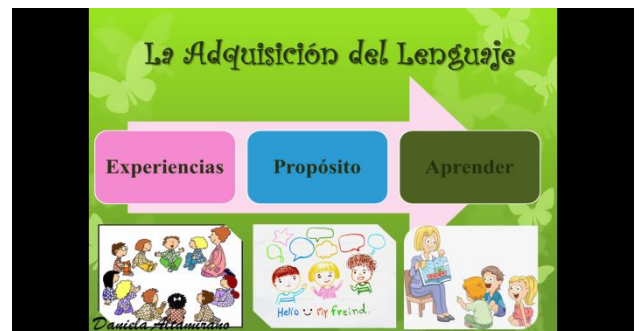 La Adquisición del Lenguaje
Experiencias
Propósito
Aprender
Hello my freind.
Daniela Altamirano